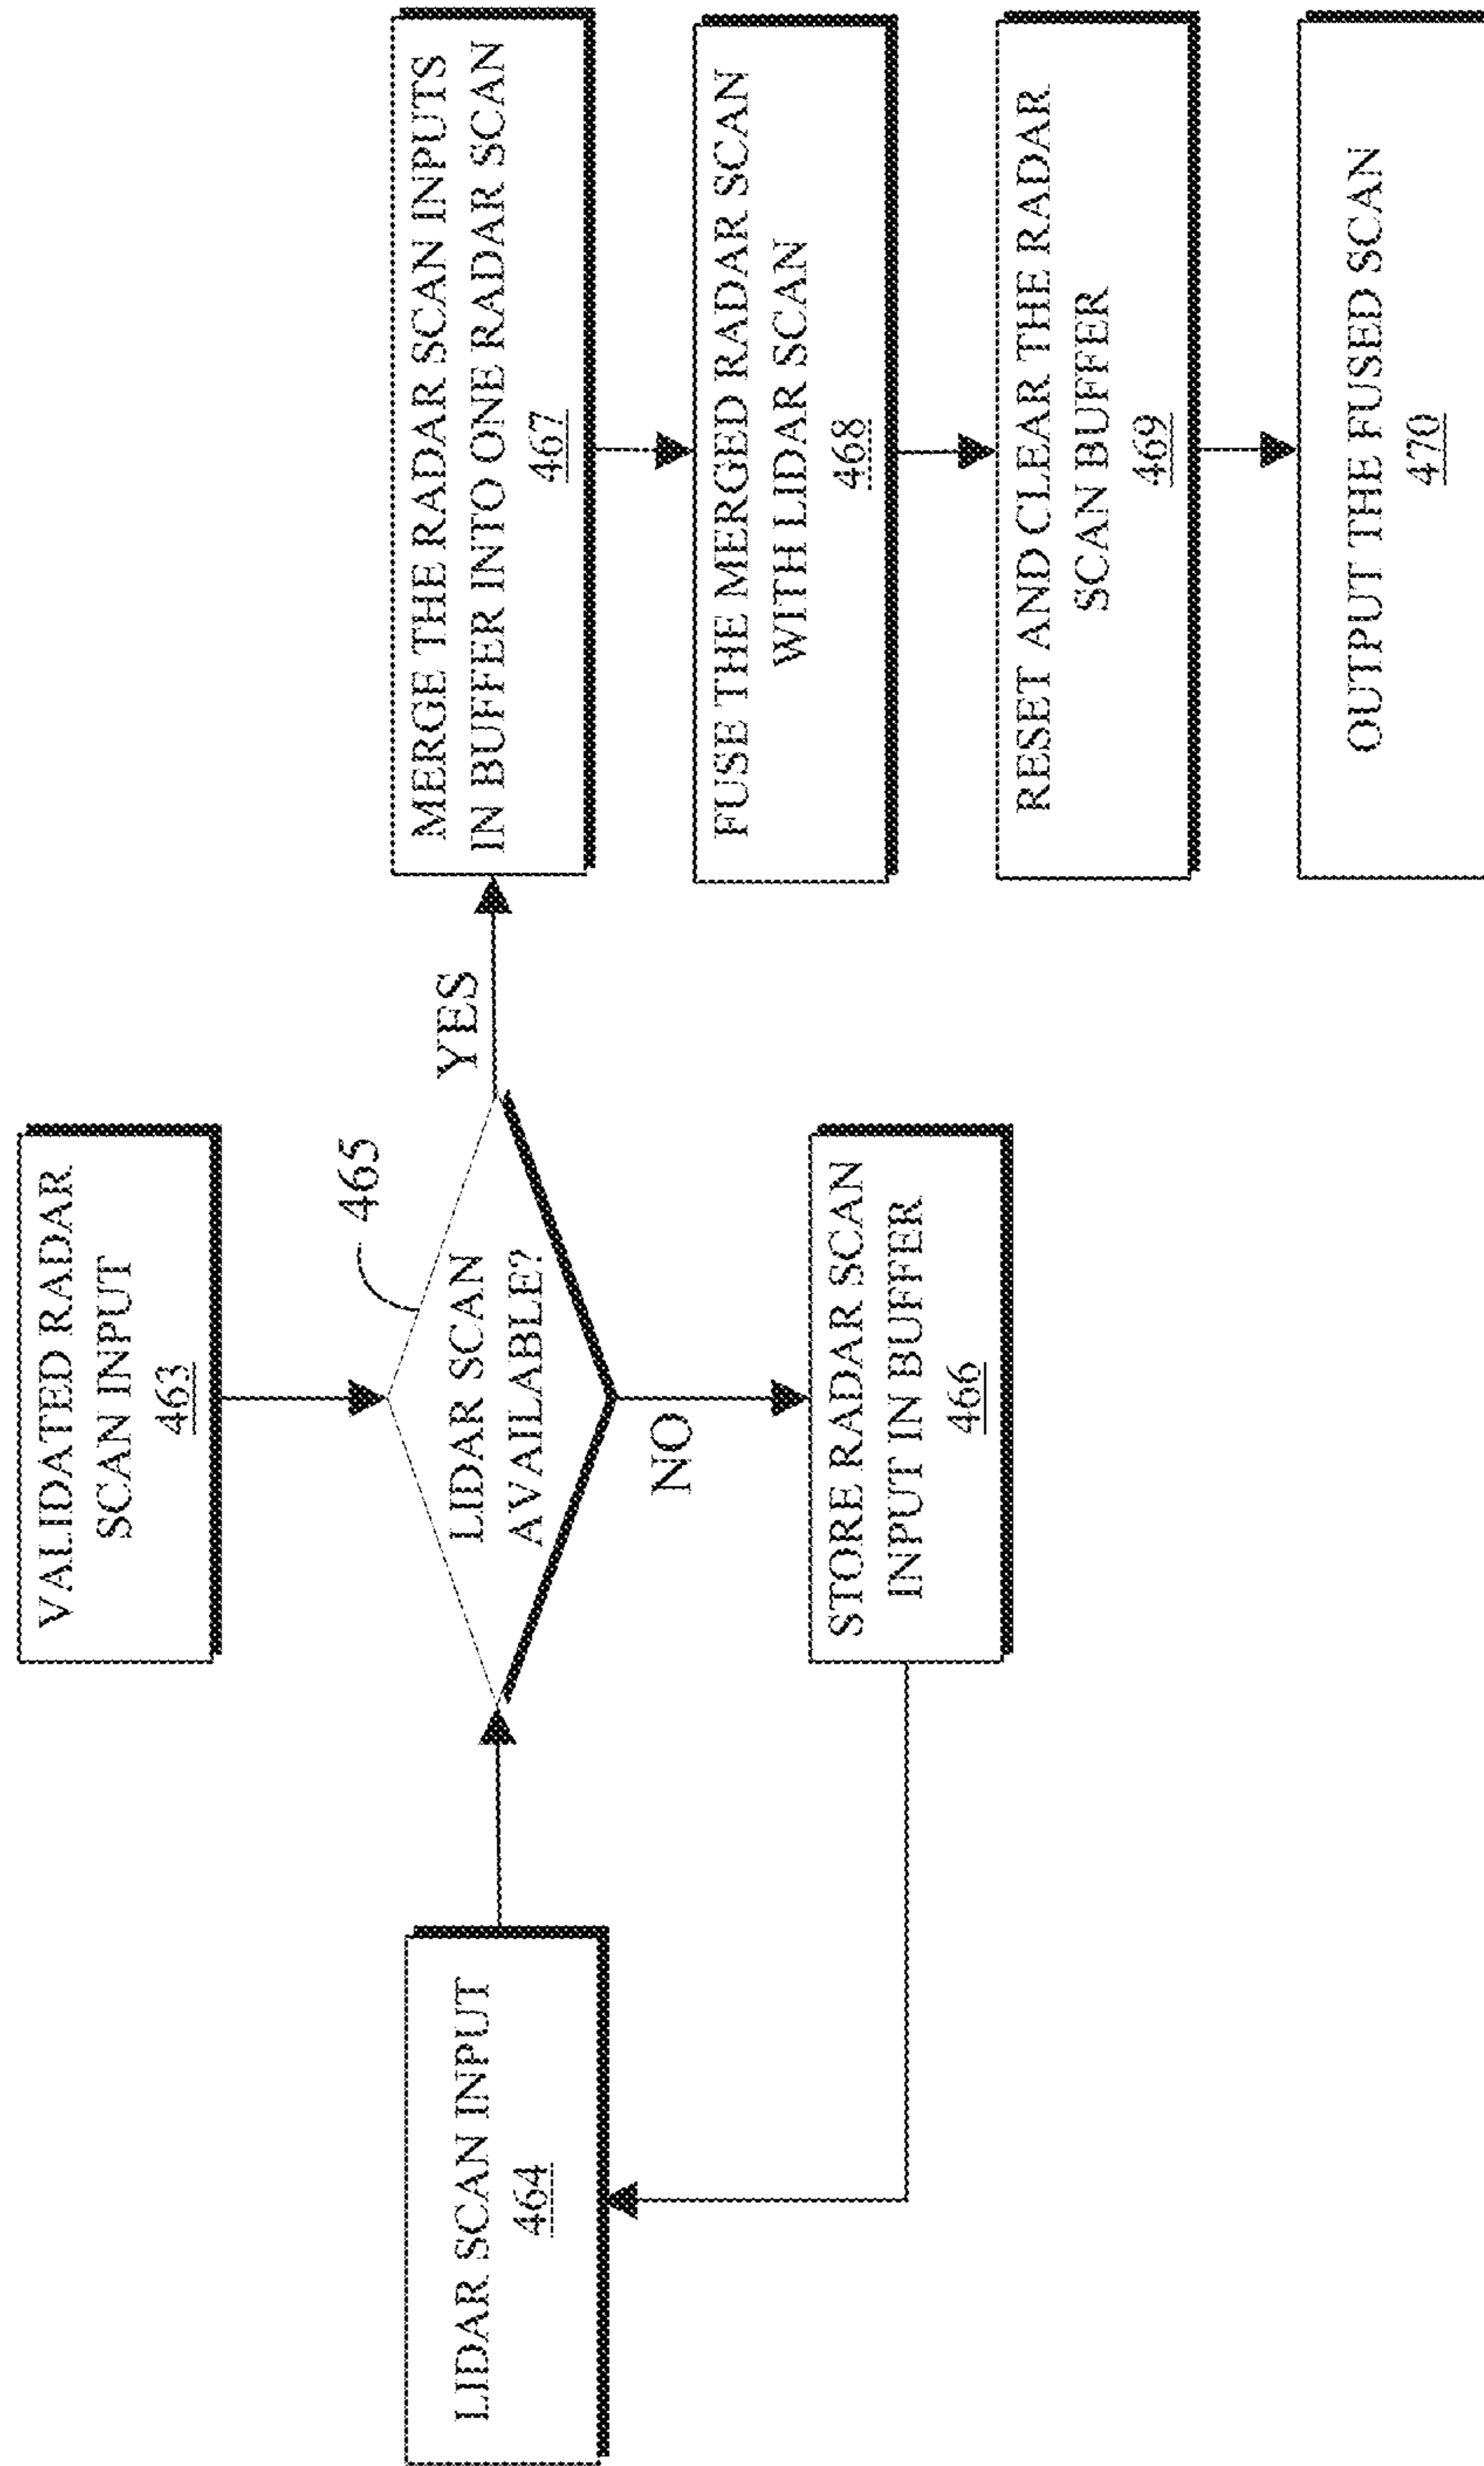 VALIDATED RADAR
SCAN INPUT
463
LIDAR SCAN INPUT
464
465
LIDAR SCAN
AVAILABLE?
YES
NO
STORE RADAR SCAN
INPUT IN BUFFER
466
MERGE THE RADAR SCAN INPUTS
IN BUFFER INTO ONE RADAR SCAN
467
FUSE THE MERGED RADAR SCAN
WITH LIDAR SCAN
468
RESET AND CLEAR THE RADAR
SCAN BUFFER
469
OUTPUT THE FUSED SCAN
470